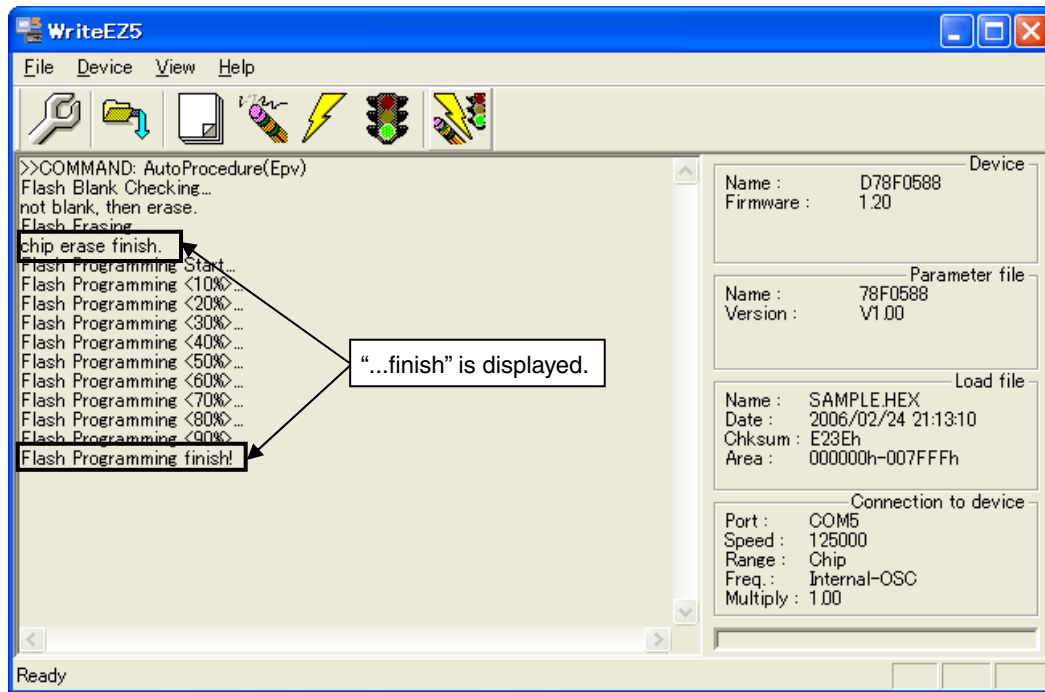 WriteEZ5
File Device View Help
>>COMMAND: AutoProcedure(Epv)
Flash Blank Checking...
not blank, then erase.
Flash Erasing
chip erase finish.
Flash Programming Start...
Flash Programming <10%>...
Flash Programming <20%>...
Flash Programming <30%>...
Flash Programming <40%>...
Flash Programming <50%>...
Flash Programming <60%>...
Flash Programming <70%>...
Flash Programming <80%>...
Flash Programming <90%>
Flash Programming finish!
“...finish” is displayed.
Device
Name : D78F0588
Firmware : 1.20
Parameter file
Name : 78F0588
Version : V1.00
Load file
Name : SAMPLE.HEX
Date : 2006/02/24 21:13:10
Chksum : E23Eh
Area : 000000h-007FFFh
Connection to device
Port : COM5
Speed : 125000
Range : Chip
Freq. : Internal-OSC
Multiply : 1.00
Ready